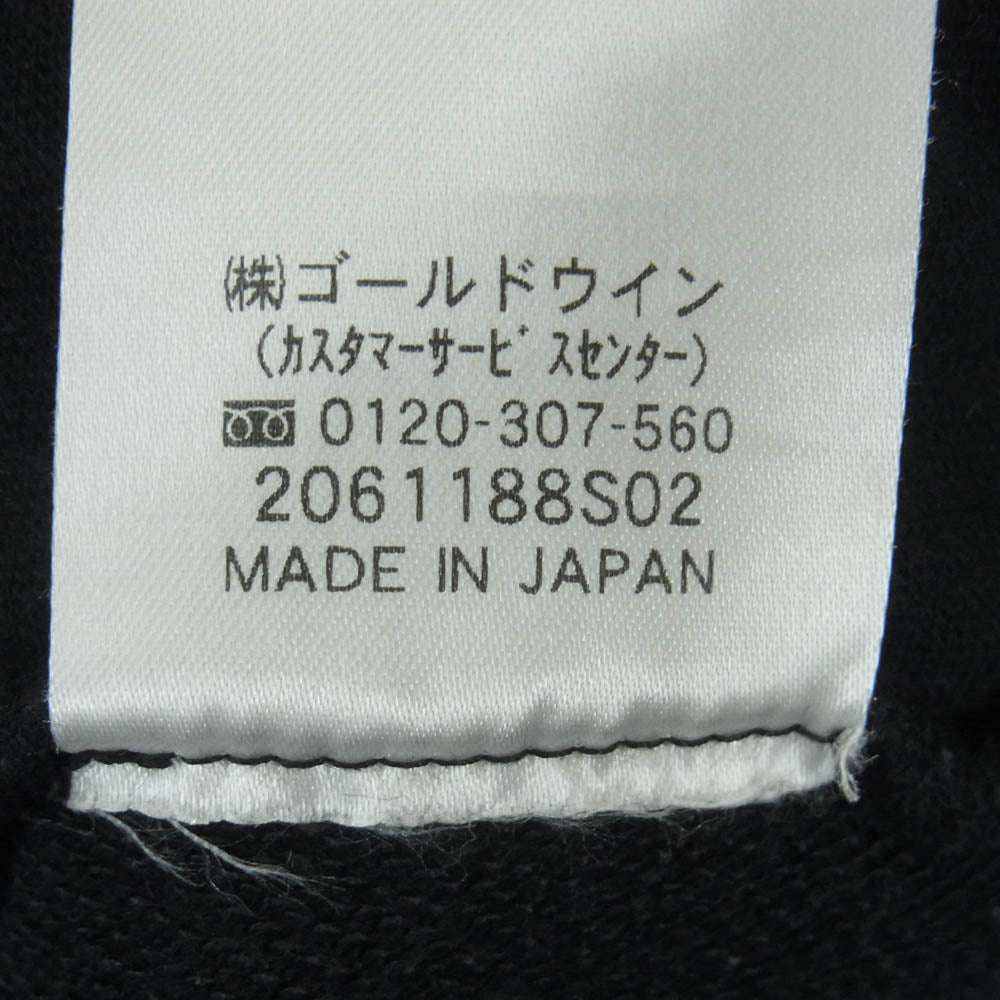 (株)ゴールドウイン
(カスタマーサービスセンター)
0120-307-560
2061188S02
MADE IN JAPAN